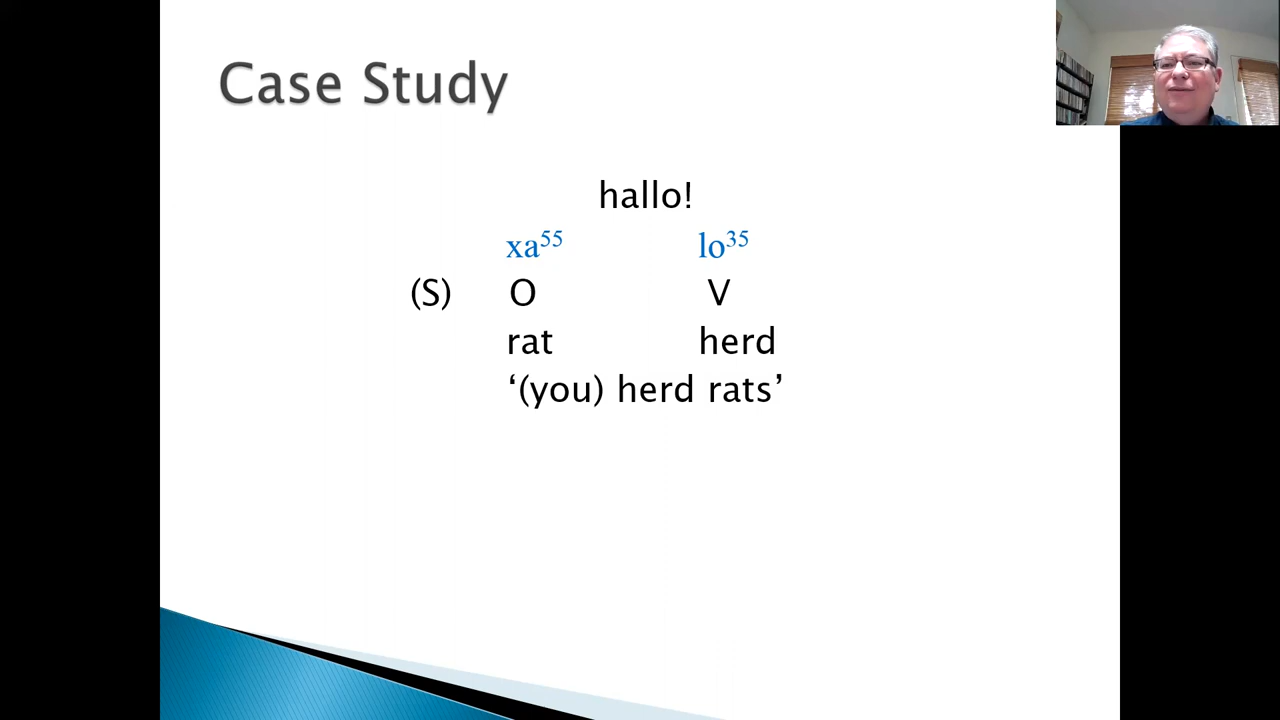 Case Study
hallo!
xa⁵⁵ lo³⁵
(S) O V
rat herd
‘(you) herd rats’